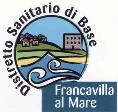 Distretto Sanitario di Base
Francavilla
al Mare